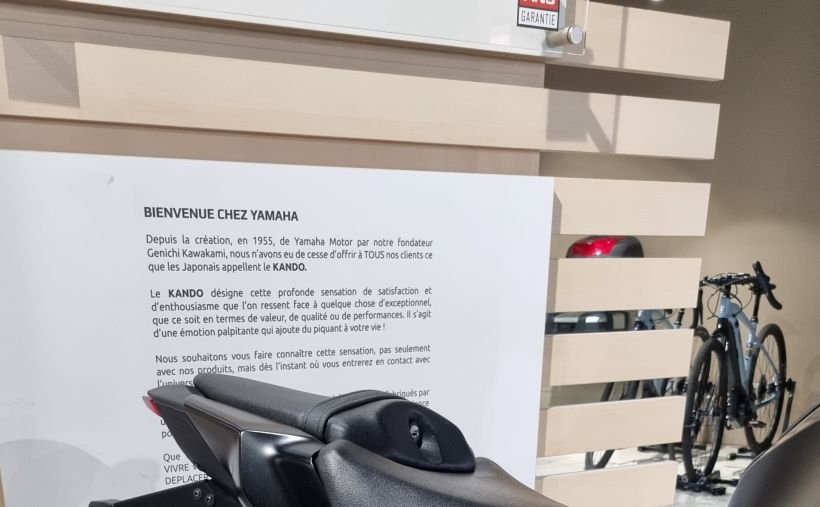 GARANTIE
BIENVENUE CHEZ YAMAHA
Depuis la création, en 1955, de Yamaha Motor par notre fondateur
Genichi Kawakami, nous n'avons eu de cesse d'offrir à TOUS nos clients ce
que les Japonais appellent le KANDO.
Le KANDO désigne cette profonde sensation de satisfaction et
d'enthousiasme que l'on ressent face à quelque chose d'exceptionnel,
que ce soit en termes de valeur, de qualité ou de performances. Il s'agit
d'une émotion palpitante qui ajoute du piquant à votre vie !
Nous souhaitons vous faire connaître cette sensation, pas seulement
avec nos produits, mais dès l'instant où vous entrerez en contact avec
l'univers
par
Que
VIVRE
DEPLACER